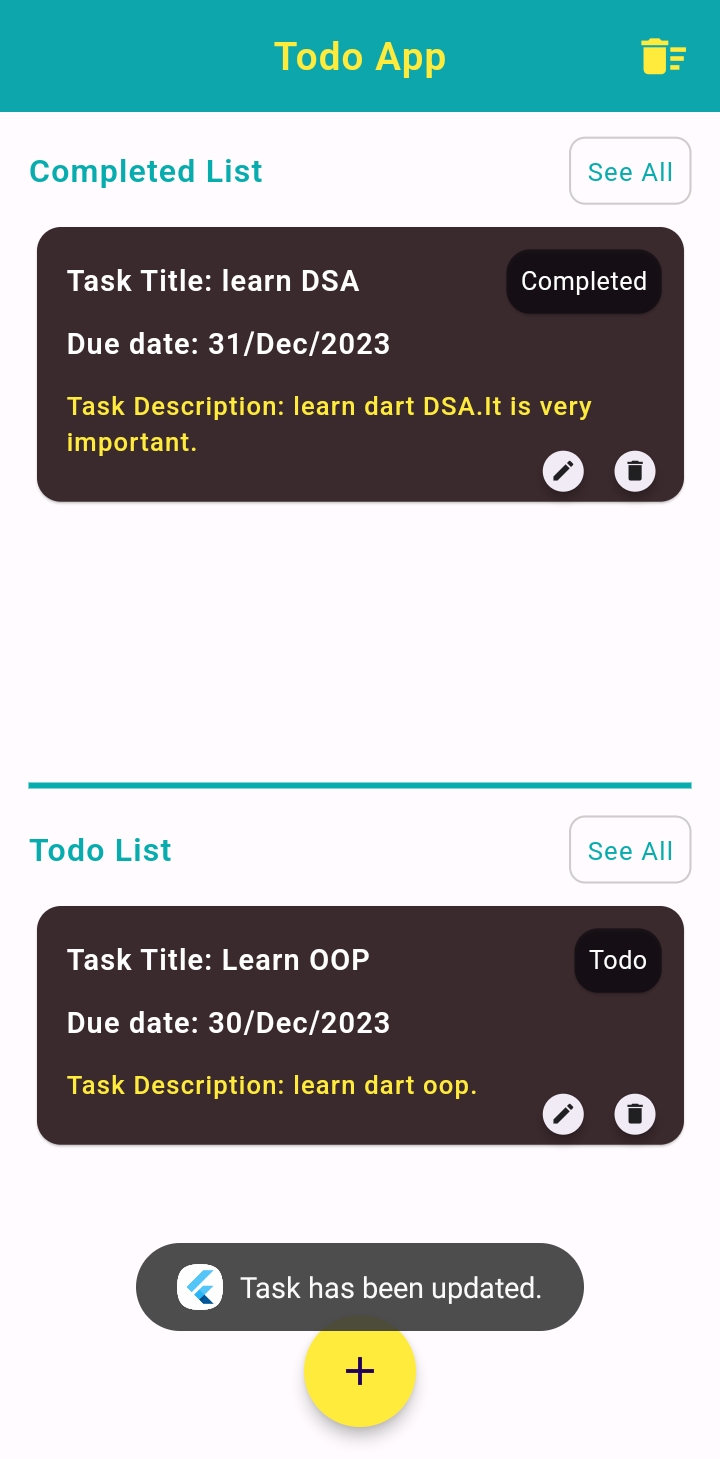 Todo App
Completed List
See All
Task Title: learn DSA
Completed
Due date: 31/Dec/2023
Task Description: learn dart DSA.It is very
important.
Todo List
See All
Task Title: Learn OOP
Todo
Due date: 30/Dec/2023
Task Description: learn dart oop.
Task has been updated.